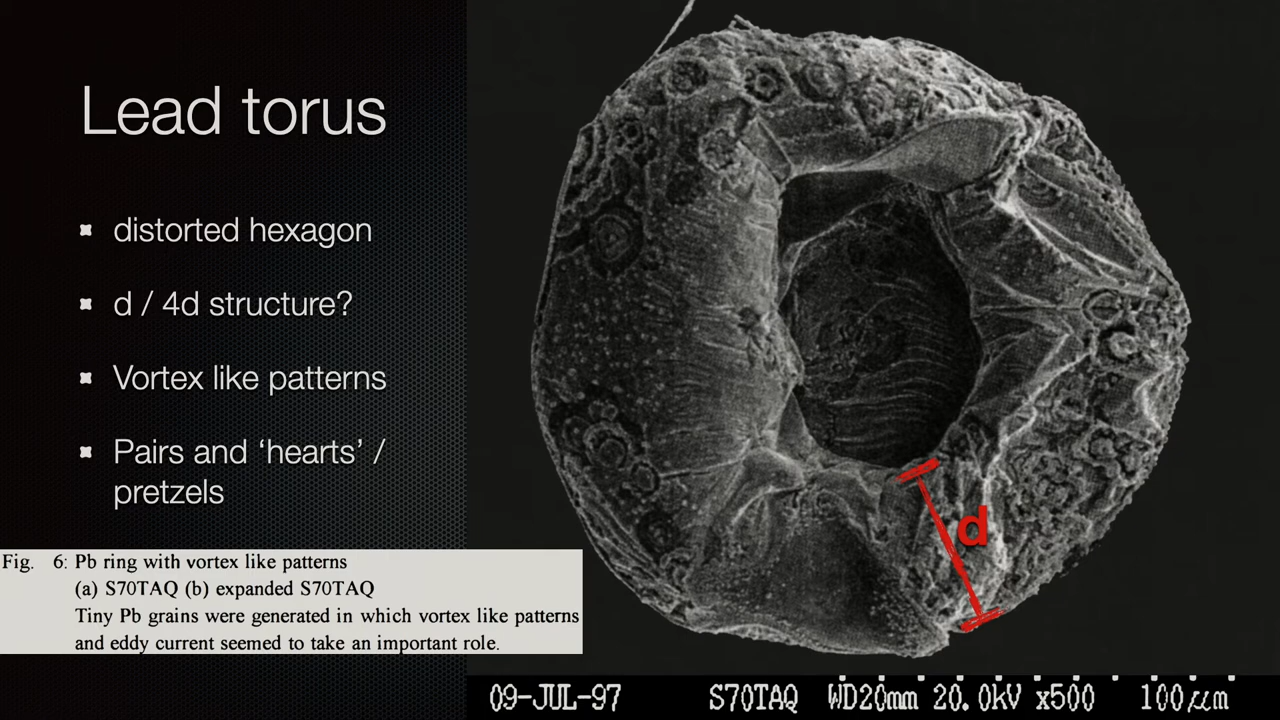 Lead torus
distorted hexagon
d / 4d structure?
Vortex like patterns
Pairs and ‘hearts’ /
pretzels
Fig. 6: Pb ring with vortex like patterns
(a) S70TAQ (b) expanded S70TAQ
Tiny Pb grains were generated in which vortex like patterns
and eddy current seemed to take an important role.
d
09-JUL-97 S70TAQ WD20mm 20.0kV x500 100μm